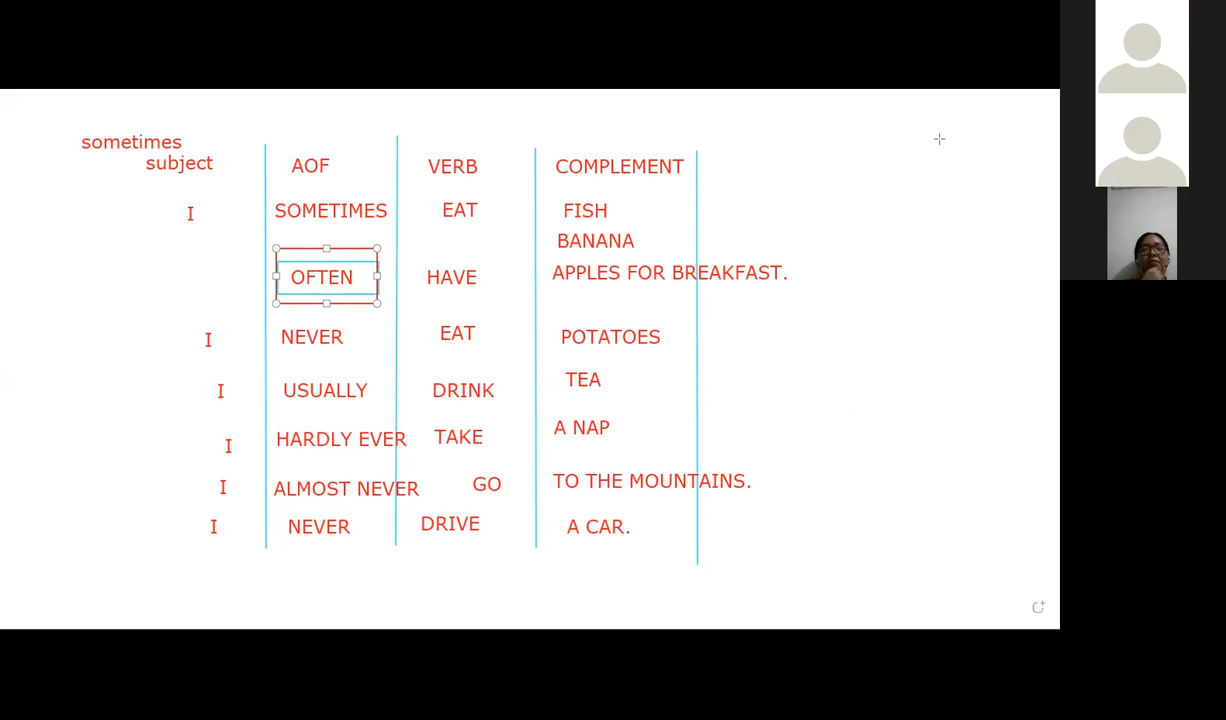 sometimes
subject AOF VERB COMPLEMENT
I SOMETIMES EAT FISH
BANANA
OFTEN HAVE APPLES FOR BREAKFAST.
I NEVER EAT POTATOES
I USUALLY DRINK TEA
I HARDLY EVER TAKE A NAP
I ALMOST NEVER GO TO THE MOUNTAINS.
I NEVER DRIVE A CAR.